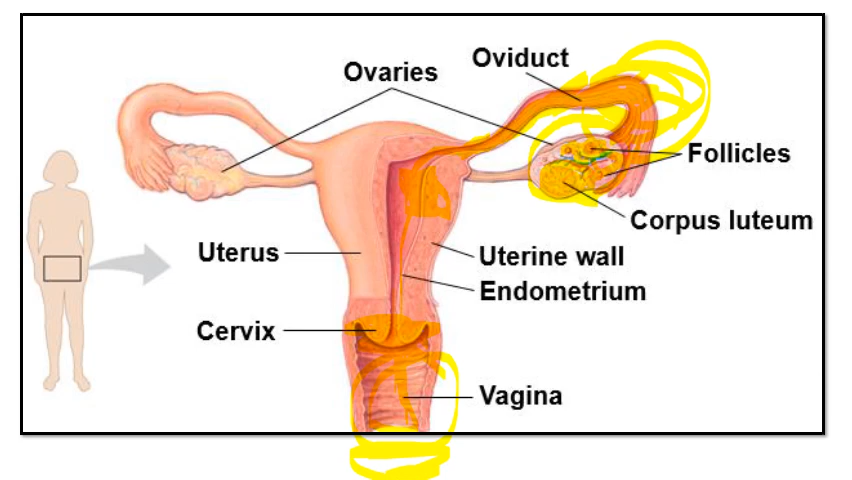 Oviduct
Ovaries
Follicles
Corpus luteum
Uterus
Uterine wall
Endometrium
Cervix
Vagina